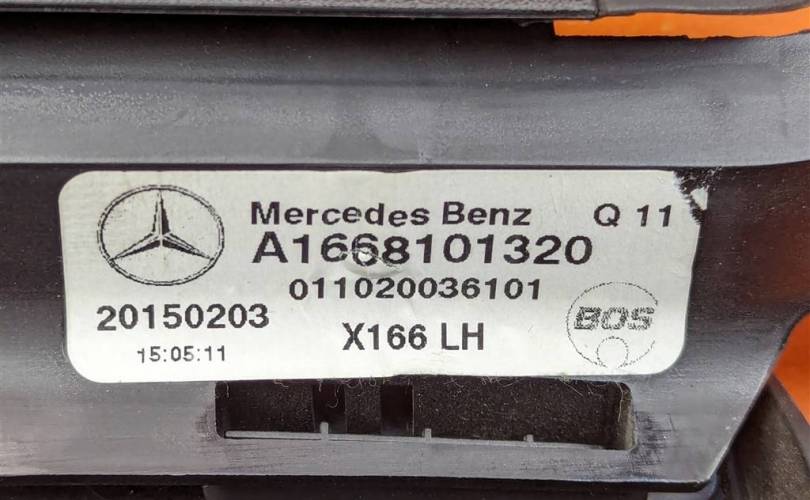 Mercedes Benz Q 11
A1668101320
011020036101
20150203
X166 LH
BOS
15:05:11